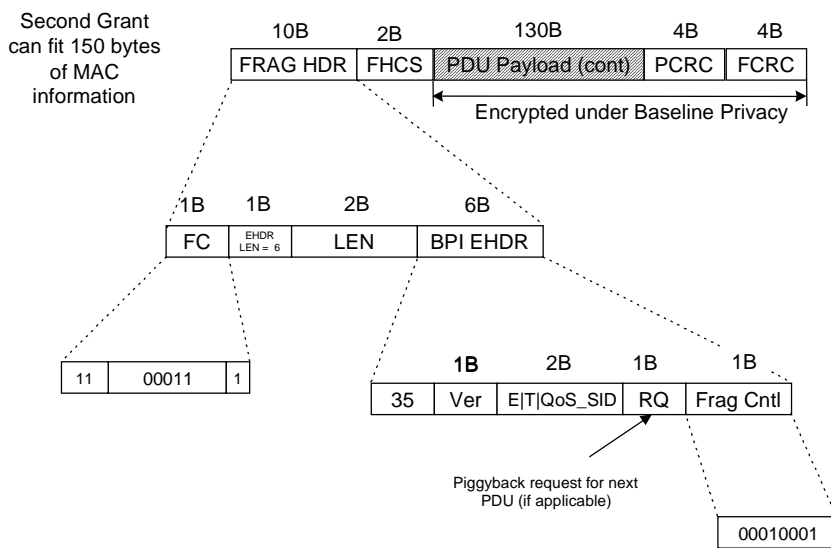 Second Grant
can fit 150 bytes
of MAC
information
10B 2B 130B 4B 4B
FRAG HDR FHCS PDU Payload (cont) PCRC FCRC
Encrypted under Baseline Privacy
1B 1B 2B 6B
FC EHDR LEN = 6 LEN BPI EHDR
11 00011 1
1B 2B 1B 1B
35 Ver E|T|QoS_SID RQ Frag Cntl
Piggyback request for next
PDU (if applicable)
00010001